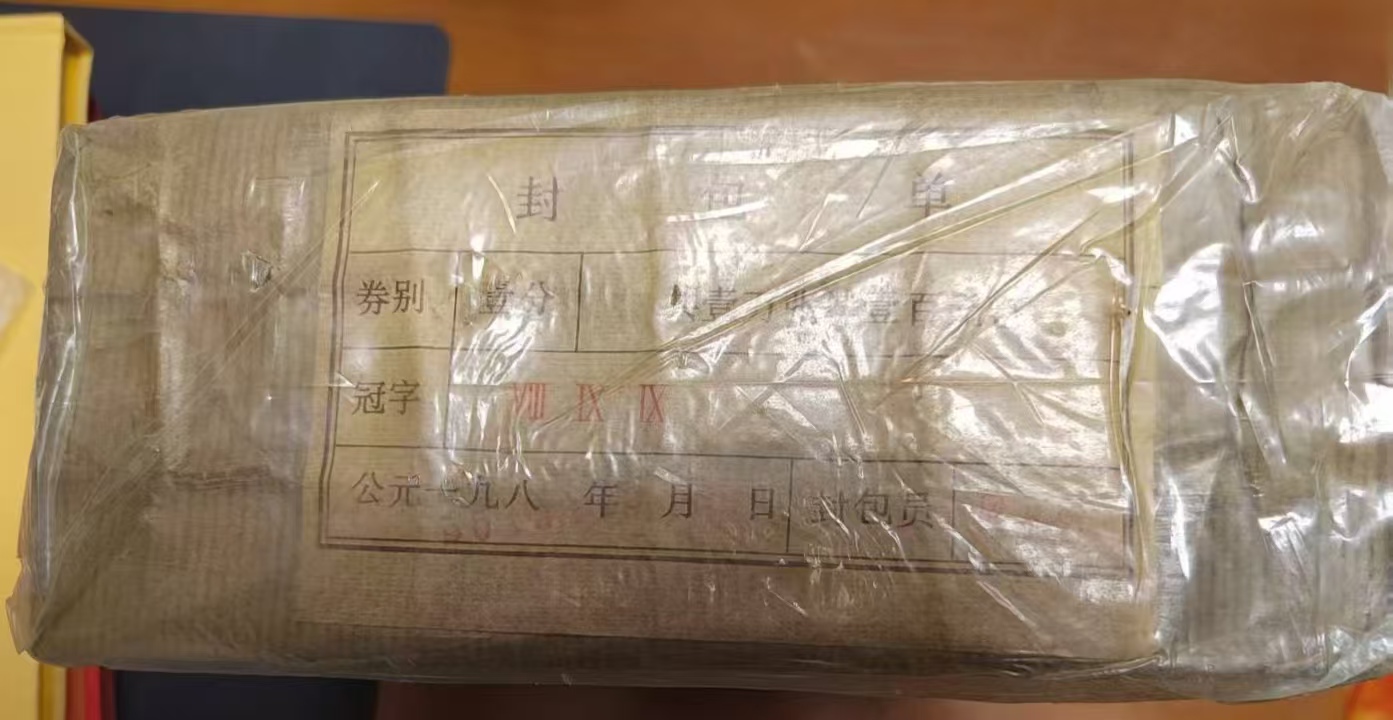 封 包 单
券别 壹分 壹百
冠字 VIII IX IX
公元一九八 年 月 日 封包员